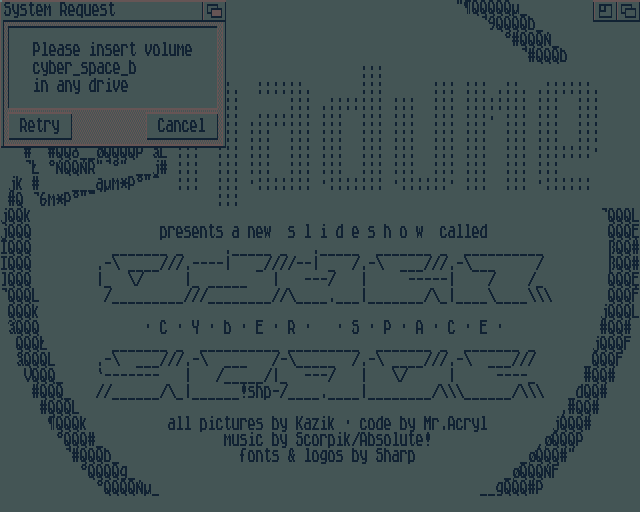 System Request
Please insert volume
cyber_space_b
in any drive
Retry
Cancel
presents a new s l i d e s h o w called
· C · Y · b · E · R · · S · P · A · C · E ·
all pictures by Kazik · code by Mr.Acryl
music by Scorpik/Absolute!
fonts & logos by Sharp